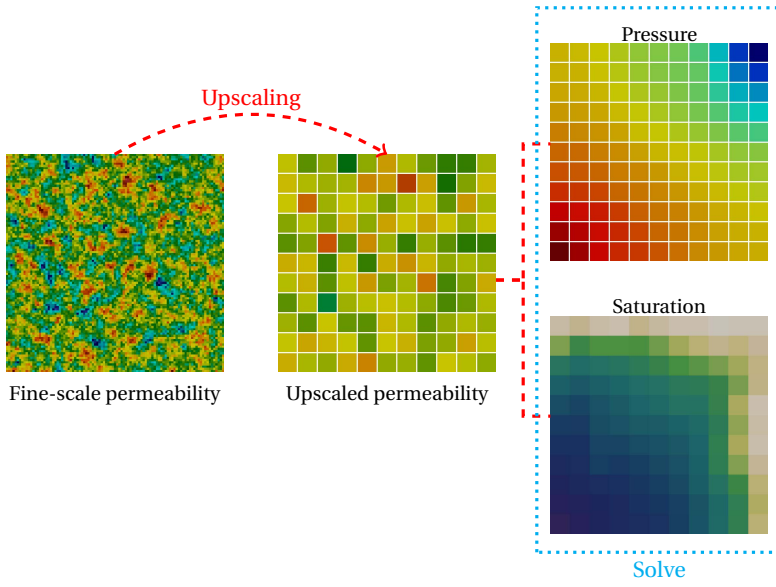 Pressure
Upscaling
Saturation
Fine-scale permeability
Upscaled permeability
Solve